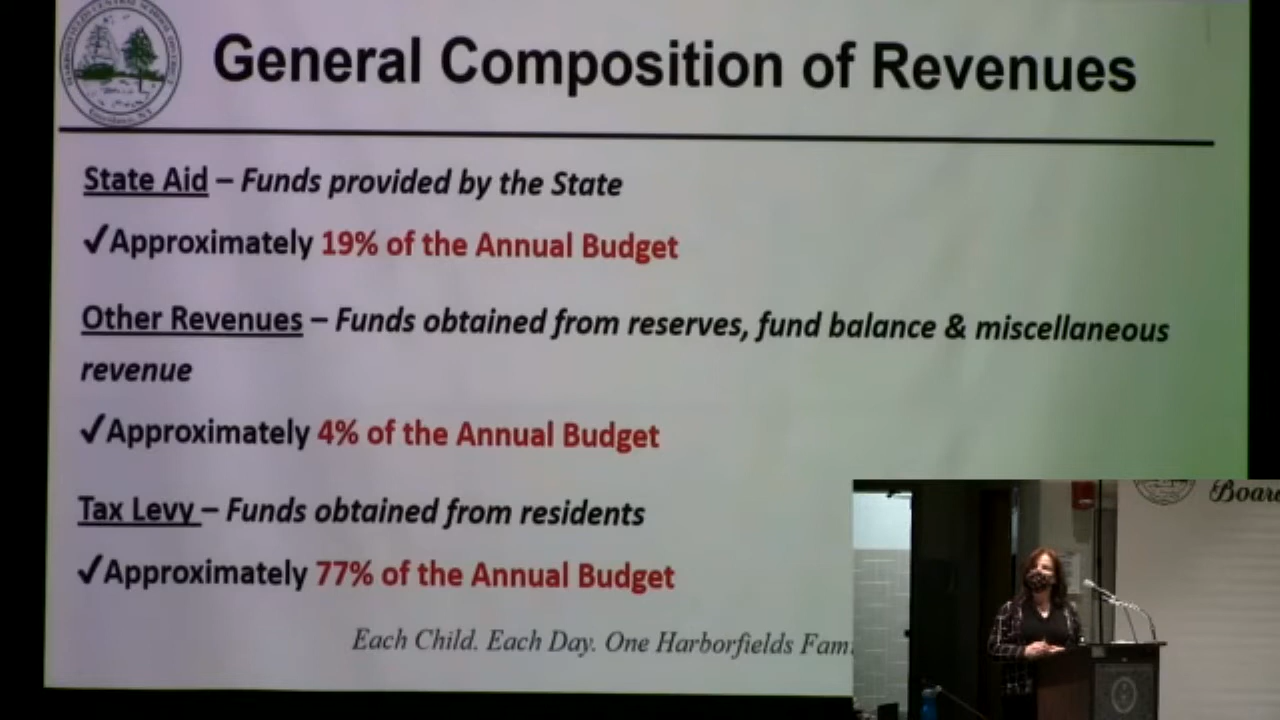 General Composition of Revenues
State Aid – Funds provided by the State
✓Approximately 19% of the Annual Budget
Other Revenues – Funds obtained from reserves, fund balance & miscellaneous
revenue
✓Approximately 4% of the Annual Budget
Tax Levy – Funds obtained from residents
✓Approximately 77% of the Annual Budget
Each Child. Each Day. One Harborfields